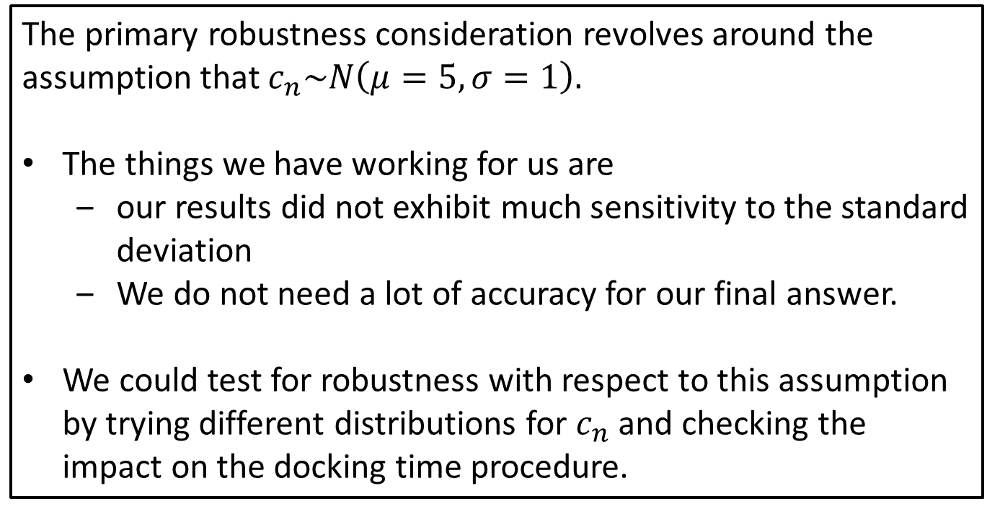 The primary robustness consideration revolves around the
assumption that $c_n \sim N(\mu = 5, \sigma = 1)$.
• The things we have working for us are
– our results did not exhibit much sensitivity to the standard
deviation
– We do not need a lot of accuracy for our final answer.
• We could test for robustness with respect to this assumption
by trying different distributions for $c_n$ and checking the
impact on the docking time procedure.